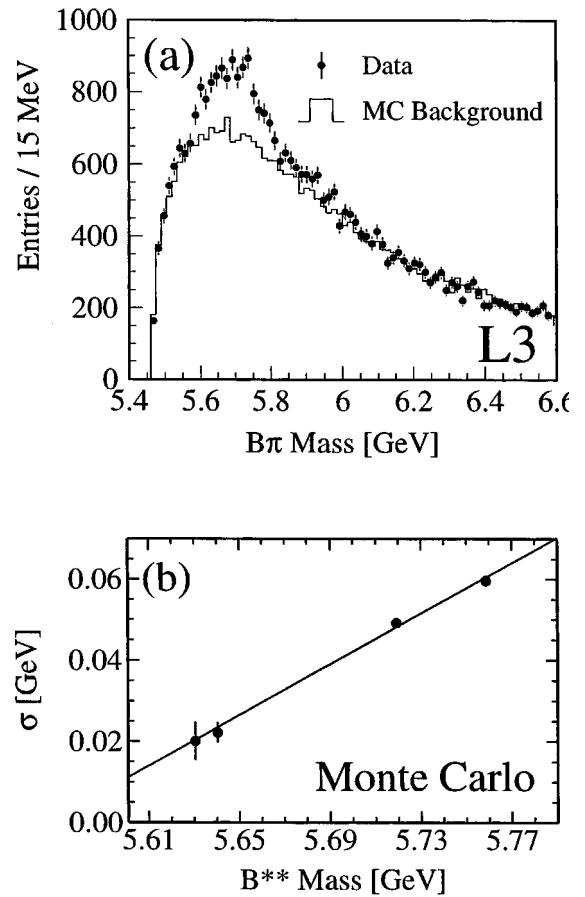 1000
(a)
Data
800
MC Background
600
Entries / 15 MeV
400
200
L3
0
5.4 5.6 5.8 6 6.2 6.4 6.6
Bπ Mass [GeV]
(b)
0.06
0.04
σ [GeV]
0.02
Monte Carlo
0.00
5.61 5.65 5.69 5.73 5.77
B** Mass [GeV]